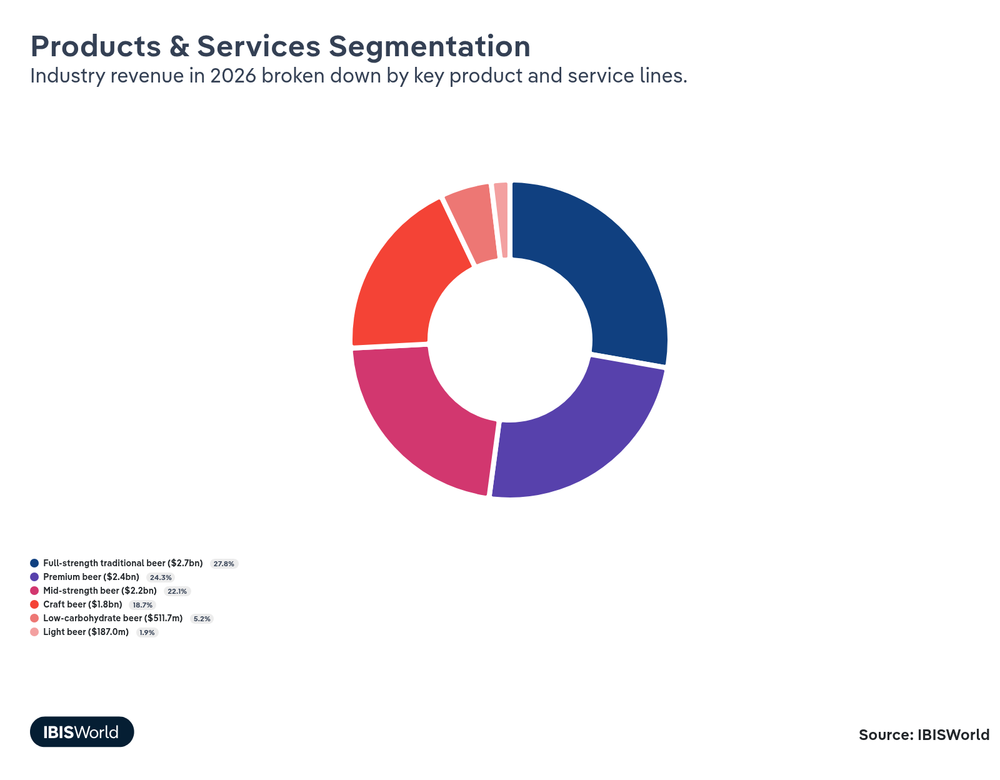 Products & Services Segmentation
Industry revenue in 2026 broken down by key product and service lines.
Full-strength traditional beer ($2.7bn) 27.8%
Premium beer ($2.4bn) 24.3%
Mid-strength beer ($2.2bn) 22.1%
Craft beer ($1.8bn) 18.7%
Low-carbohydrate beer ($511.7m) 5.2%
Light beer ($187.0m) 1.9%
IBISWorld
Source: IBISWorld